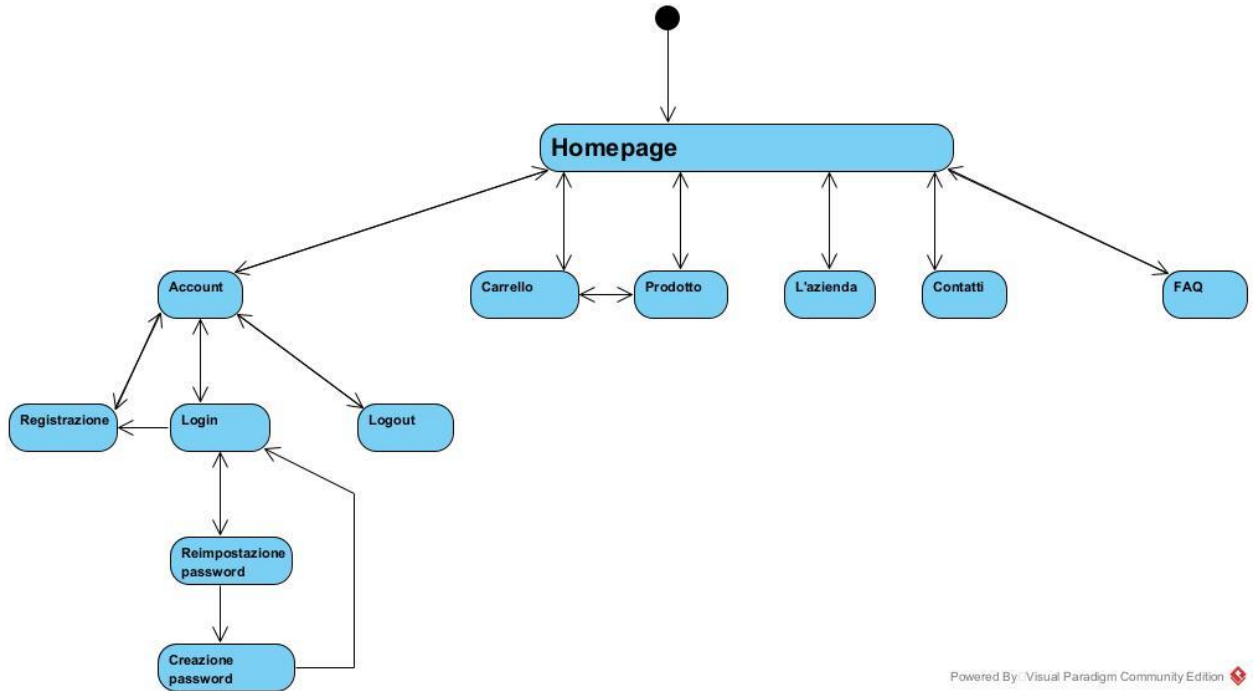 Homepage
Account
Carrello
Prodotto
L'azienda
Contatti
FAQ
Registrazione
Login
Logout
Reimpostazione
password
Creazione
password
Powered By Visual Paradigm Community Edition